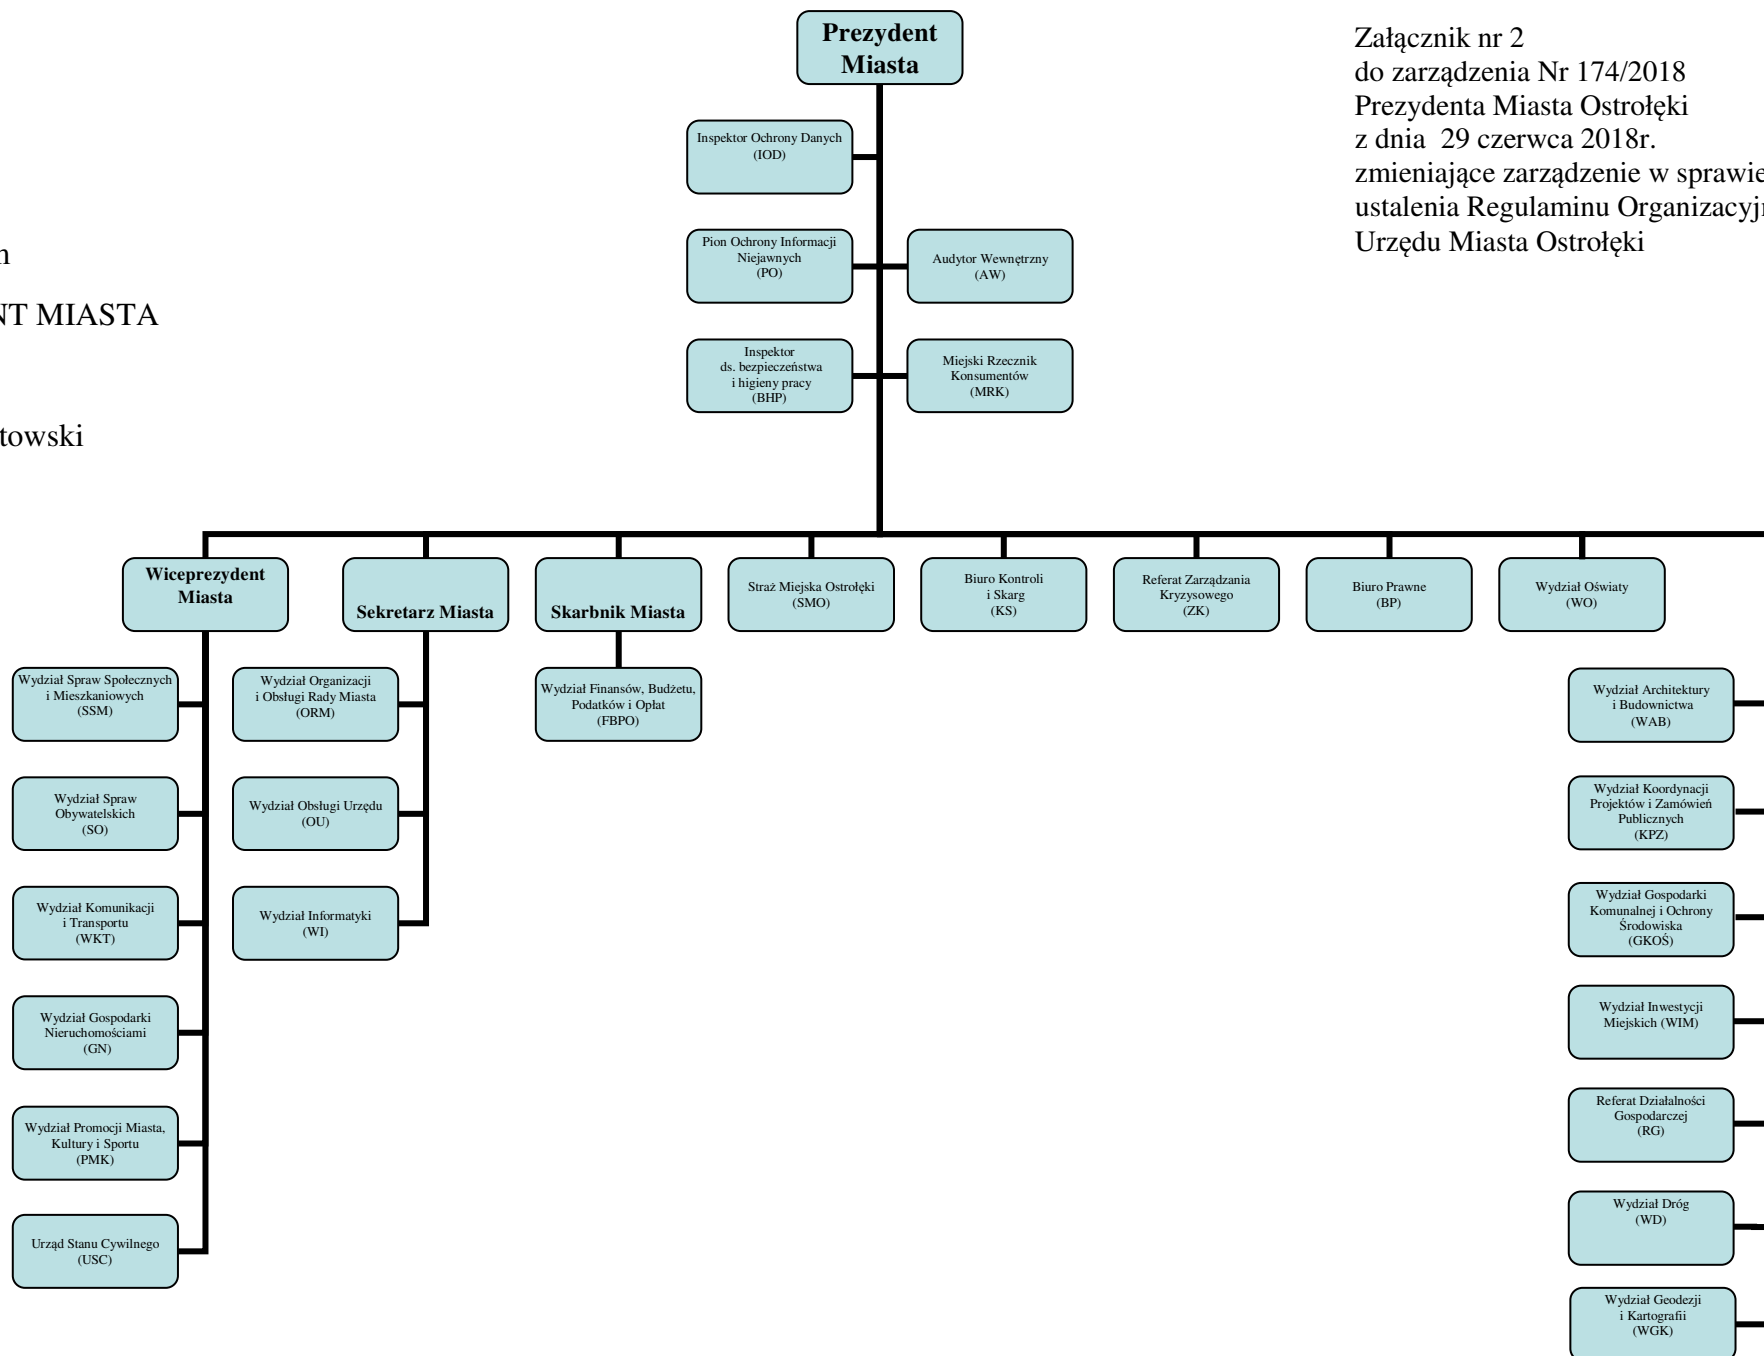 Prezydent
Miasta
Załącznik nr 2
do zarządzenia Nr 174/2018
Prezydenta Miasta Ostrołęki
z dnia 29 czerwca 2018r.
zmieniające zarządzenie w sprawie
ustalenia Regulaminu
Urzędu Miasta Ostrołęki
MIASTA
Inspektor Ochrony Danych
(IOD)
Pion Ochrony Informacji
Niejawnych
(PO)
Audytor Wewnętrzny
(AW)
Inspektor
ds. bezpieczeństwa
i higieny pracy
(BHP)
Miejski Rzecznik
Konsumentów
(MRK)
Wiceprezydent
Miasta
Sekretarz Miasta
Skarbnik Miasta
Straż Miejska Ostrołęki
(SMO)
Biuro Kontroli
i Skarg
(KS)
Referat Zarządzania
Kryzysowego
(ZK)
Biuro Prawne
(BP)
Wydział Oświaty
(WO)
Wydział Spraw Społecznych
i Mieszkaniowych
(SSM)
Wydział Organizacji
i Obsługi Rady Miasta
(ORM)
Wydział Finansów, Budżetu,
Podatków i Opłat
(FBPO)
Wydział Architektury
i Budownictwa
(WAB)
Wydział Spraw
Obywatelskich
(SO)
Wydział Obsługi Urzędu
(OU)
Wydział Koordynacji
Projektów i Zamówień
Publicznych
(KPZ)
Wydział Komunikacji
i Transportu
(WKT)
Wydział Informatyki
(WI)
Wydział Gospodarki
Komunalnej i Ochrony
Środowiska
(GKOŚ)
Wydział Gospodarki
Nieruchomościami
(GN)
Wydział Inwestycji
Miejskich (WIM)
Wydział Promocji Miasta,
Kultury i Sportu
(PMK)
Referat Działalności
Gospodarczej
(RG)
Urząd Stanu Cywilnego
(USC)
Wydział Dróg
(WD)
Wydział Geodezji
i Kartografii
(WGK)